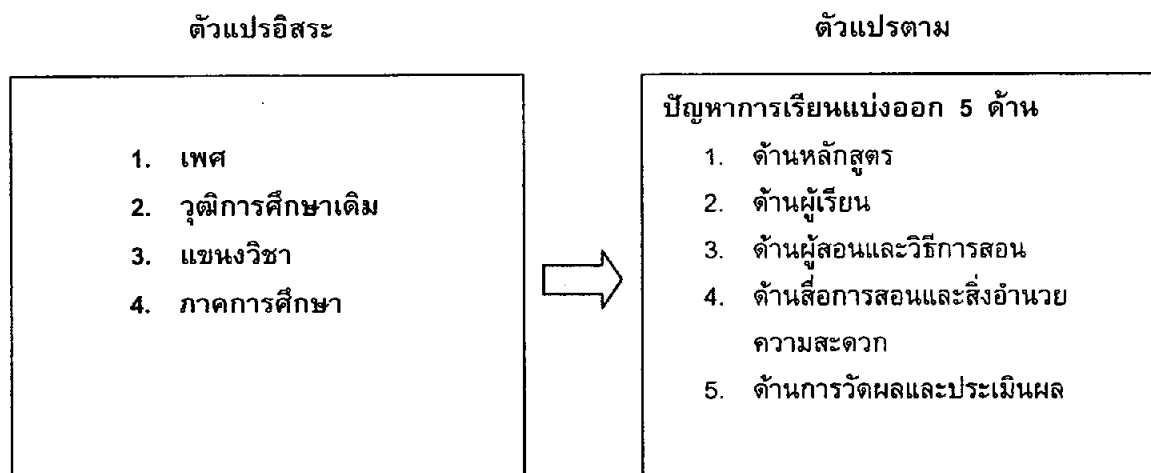 ตัวแปรอิสระ
ตัวแปรตาม
1. เพศ
2. วุฒิการศึกษาเดิม
3. แขนงวิชา
4. ภาคการศึกษา
ปัญหาการเรียนแบ่งออก 5 ด้าน
1. ด้านหลักสูตร
2. ด้านผู้เรียน
3. ด้านผู้สอนและวิธีการสอน
4. ด้านสื่อการสอนและสิ่งอำนวย
ความสะดวก
5. ด้านการวัดผลและประเมินผล